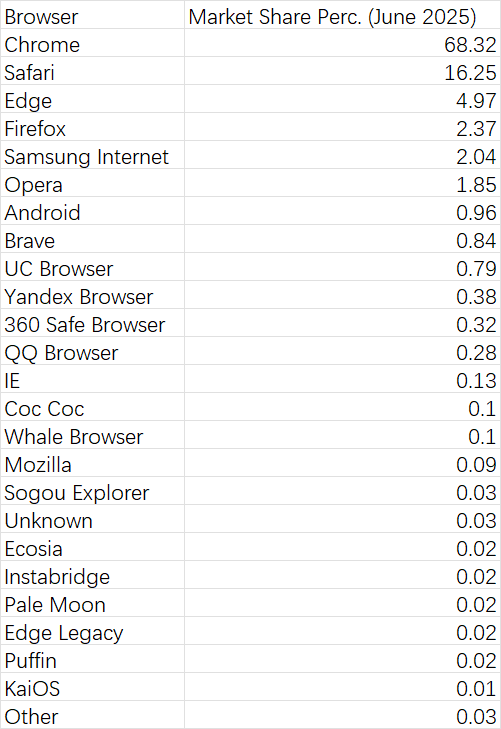 Browser Market Share Perc. (June 2025)
Chrome 68.32
Safari 16.25
Edge 4.97
Firefox 2.37
Samsung Internet 2.04
Opera 1.85
Android 0.96
Brave 0.84
UC Browser 0.79
Yandex Browser 0.38
360 Safe Browser 0.32
QQ Browser 0.28
IE 0.13
Coc Coc 0.1
Whale Browser 0.1
Mozilla 0.09
Sogou Explorer 0.03
Unknown 0.03
Ecosia 0.02
Instabridge 0.02
Pale Moon 0.02
Edge Legacy 0.02
Puffin 0.02
KaiOS 0.01
Other 0.03